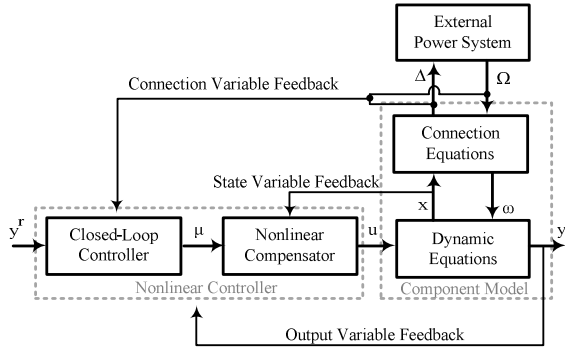 External
Power System
Δ
Ω
Connection Variable Feedback
Connection
Equations
State Variable Feedback
x
ω
y^r
Closed-Loop
Controller
μ
Nonlinear
Compensator
u
Dynamic
Equations
y
Nonlinear Controller
Component Model
Output Variable Feedback